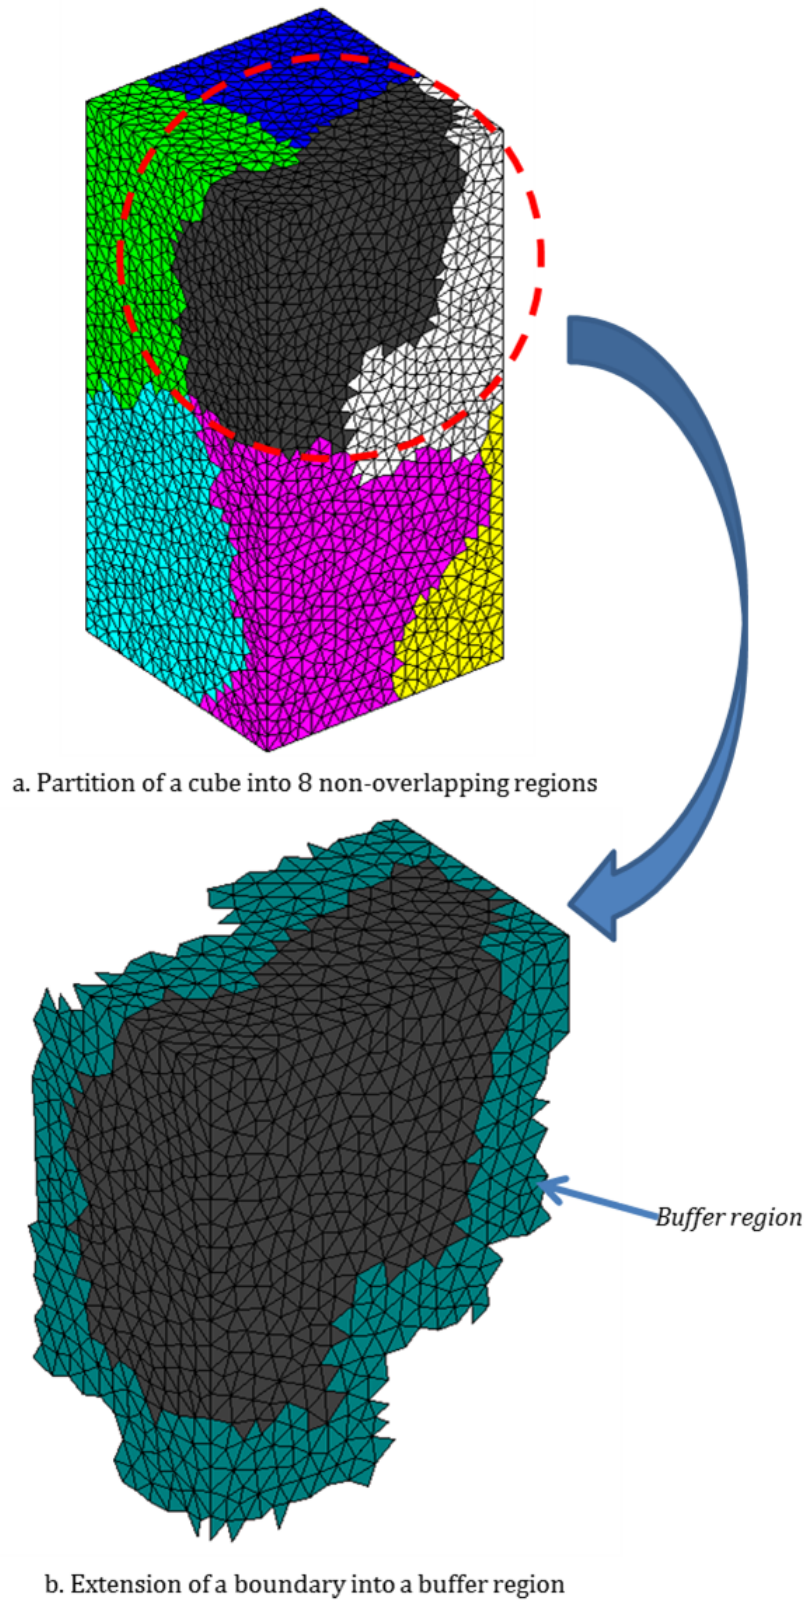 a. Partition of a cube into 8 non-overlapping regions
Buffer region
b. Extension of a boundary into a buffer region